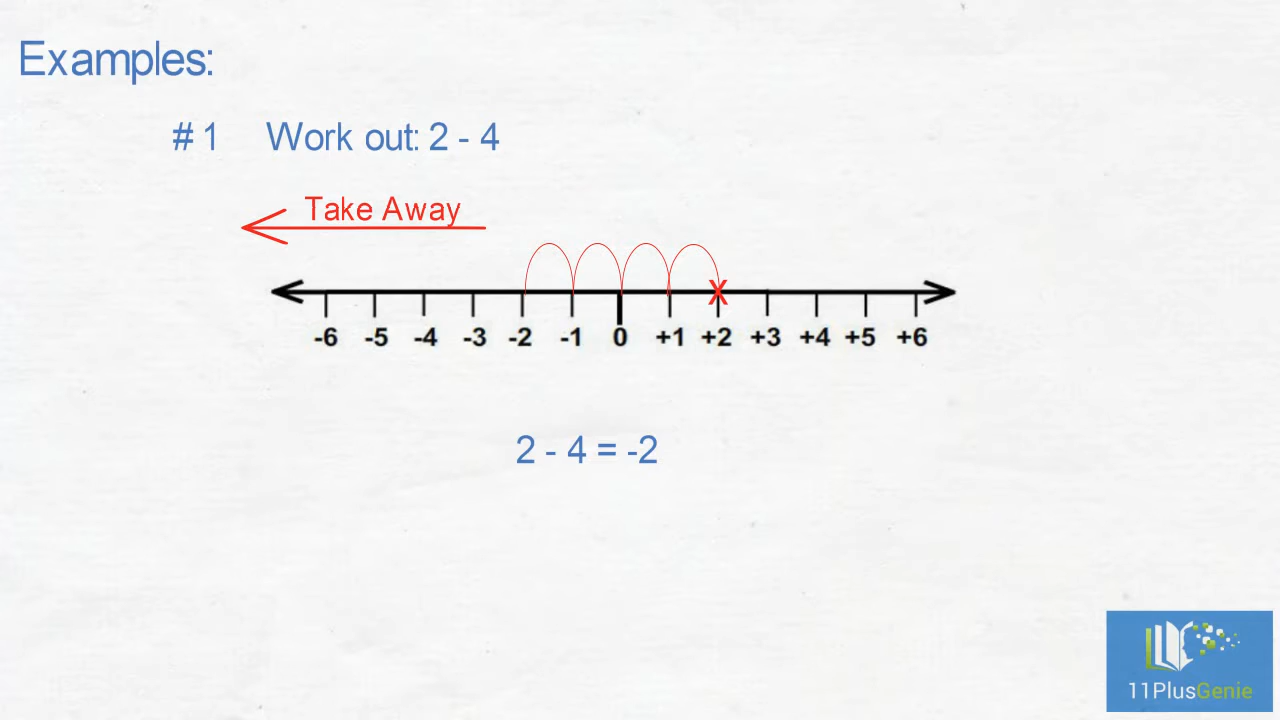 Examples:
# 1 Work out: 2 - 4
Take Away
X
-6 -5 -4 -3 -2 -1 0 +1 +2 +3 +4 +5 +6
2 - 4 = -2
11PlusGenie